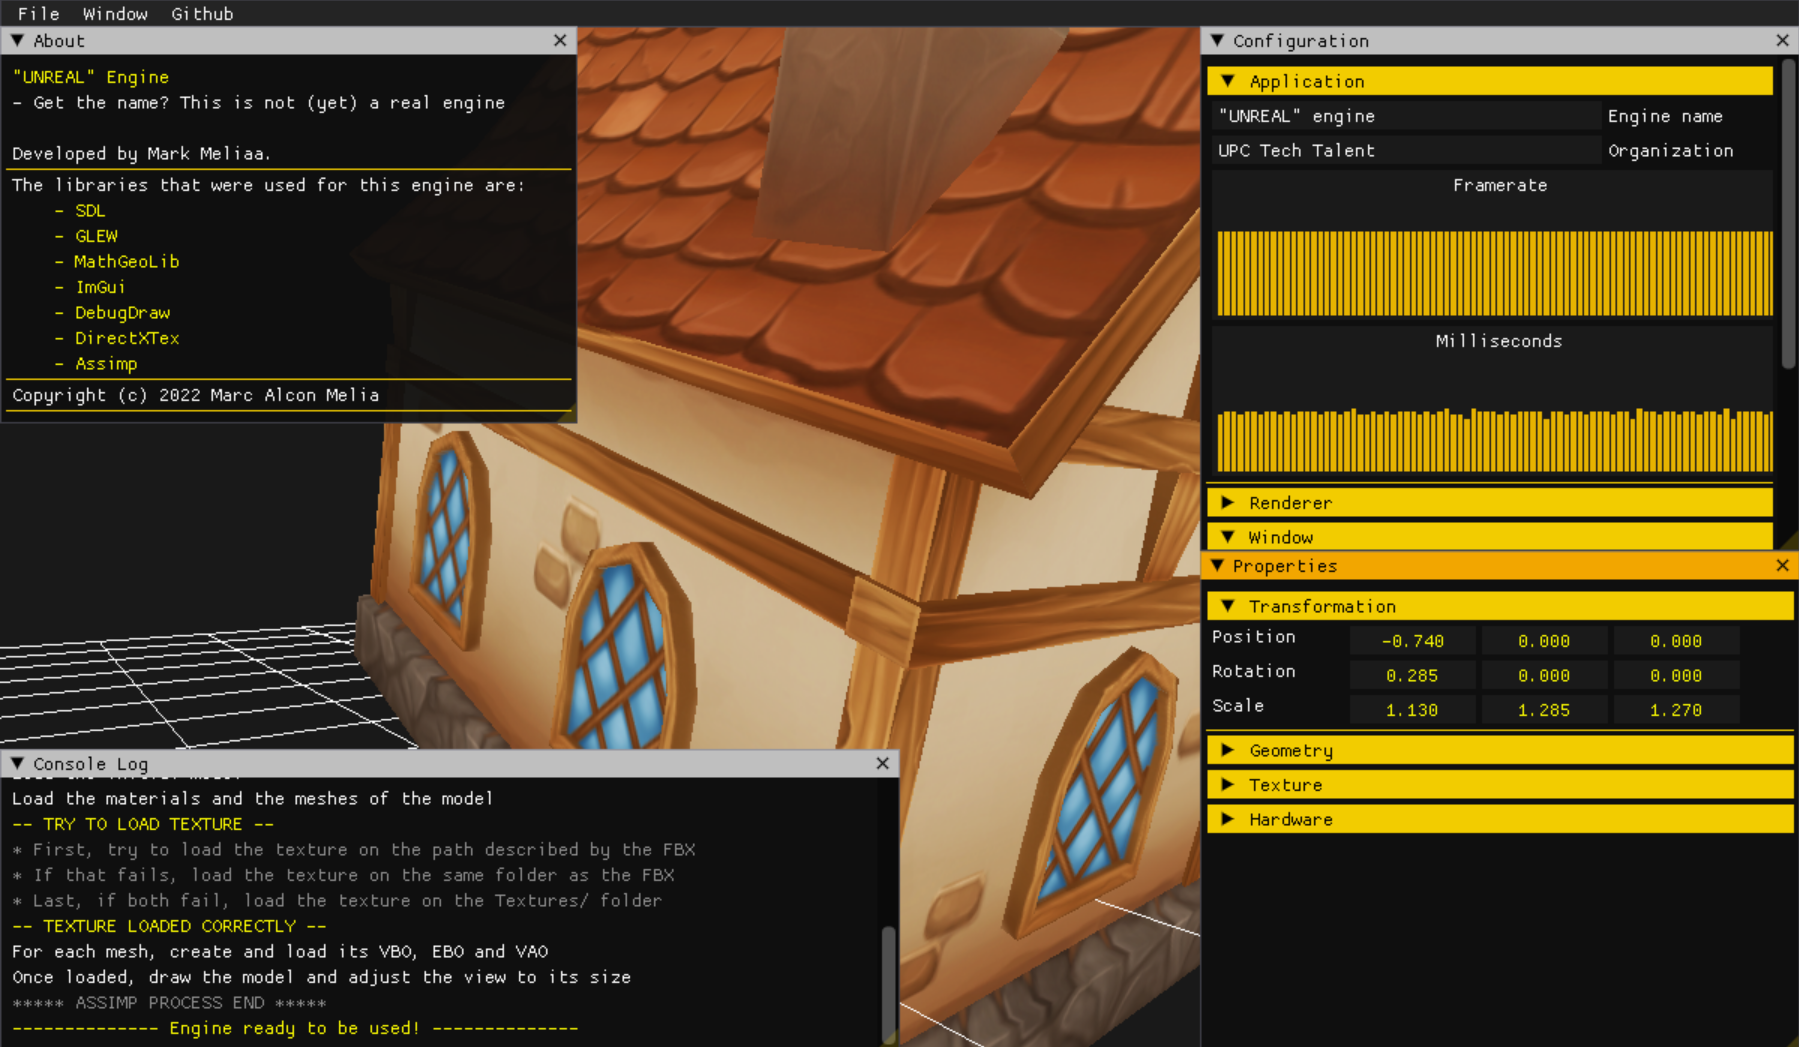 File Window Github
About
"UNREAL" Engine
- Get the name? This is not (yet) a real engine
Developed by Mark Meliaa.
The libraries that were used for this engine are:
- SDL
- GLEW
- MathGeoLib
- ImGui
- DebugDraw
- DirectXTex
- Assimp
Copyright (c) 2022 Marc Alcon Melia
Console Log
Load the materials and the meshes of the model
-- TRY TO LOAD TEXTURE --
* First, try to load the texture on the path described by the FBX
* If that fails, load the texture on the same folder as the FBX
* Last, if both fail, load the texture on the Textures/ folder
-- TEXTURE LOADED CORRECTLY --
For each mesh, create and load its VBO, EBO and VAO
Once loaded, draw the model and adjust the view to its size
***** ASSIMP PROCESS END *****
-------------- Engine ready to be used! --------------
Configuration
Application
"UNREAL" engine Engine name
UPC Tech Talent Organization
Framerate
Milliseconds
Renderer
Window
Properties
Transformation
Position -0.740 0.000 0.000
Rotation 0.285 0.000 0.000
Scale 1.130 1.285 1.270
Geometry
Texture
Hardware